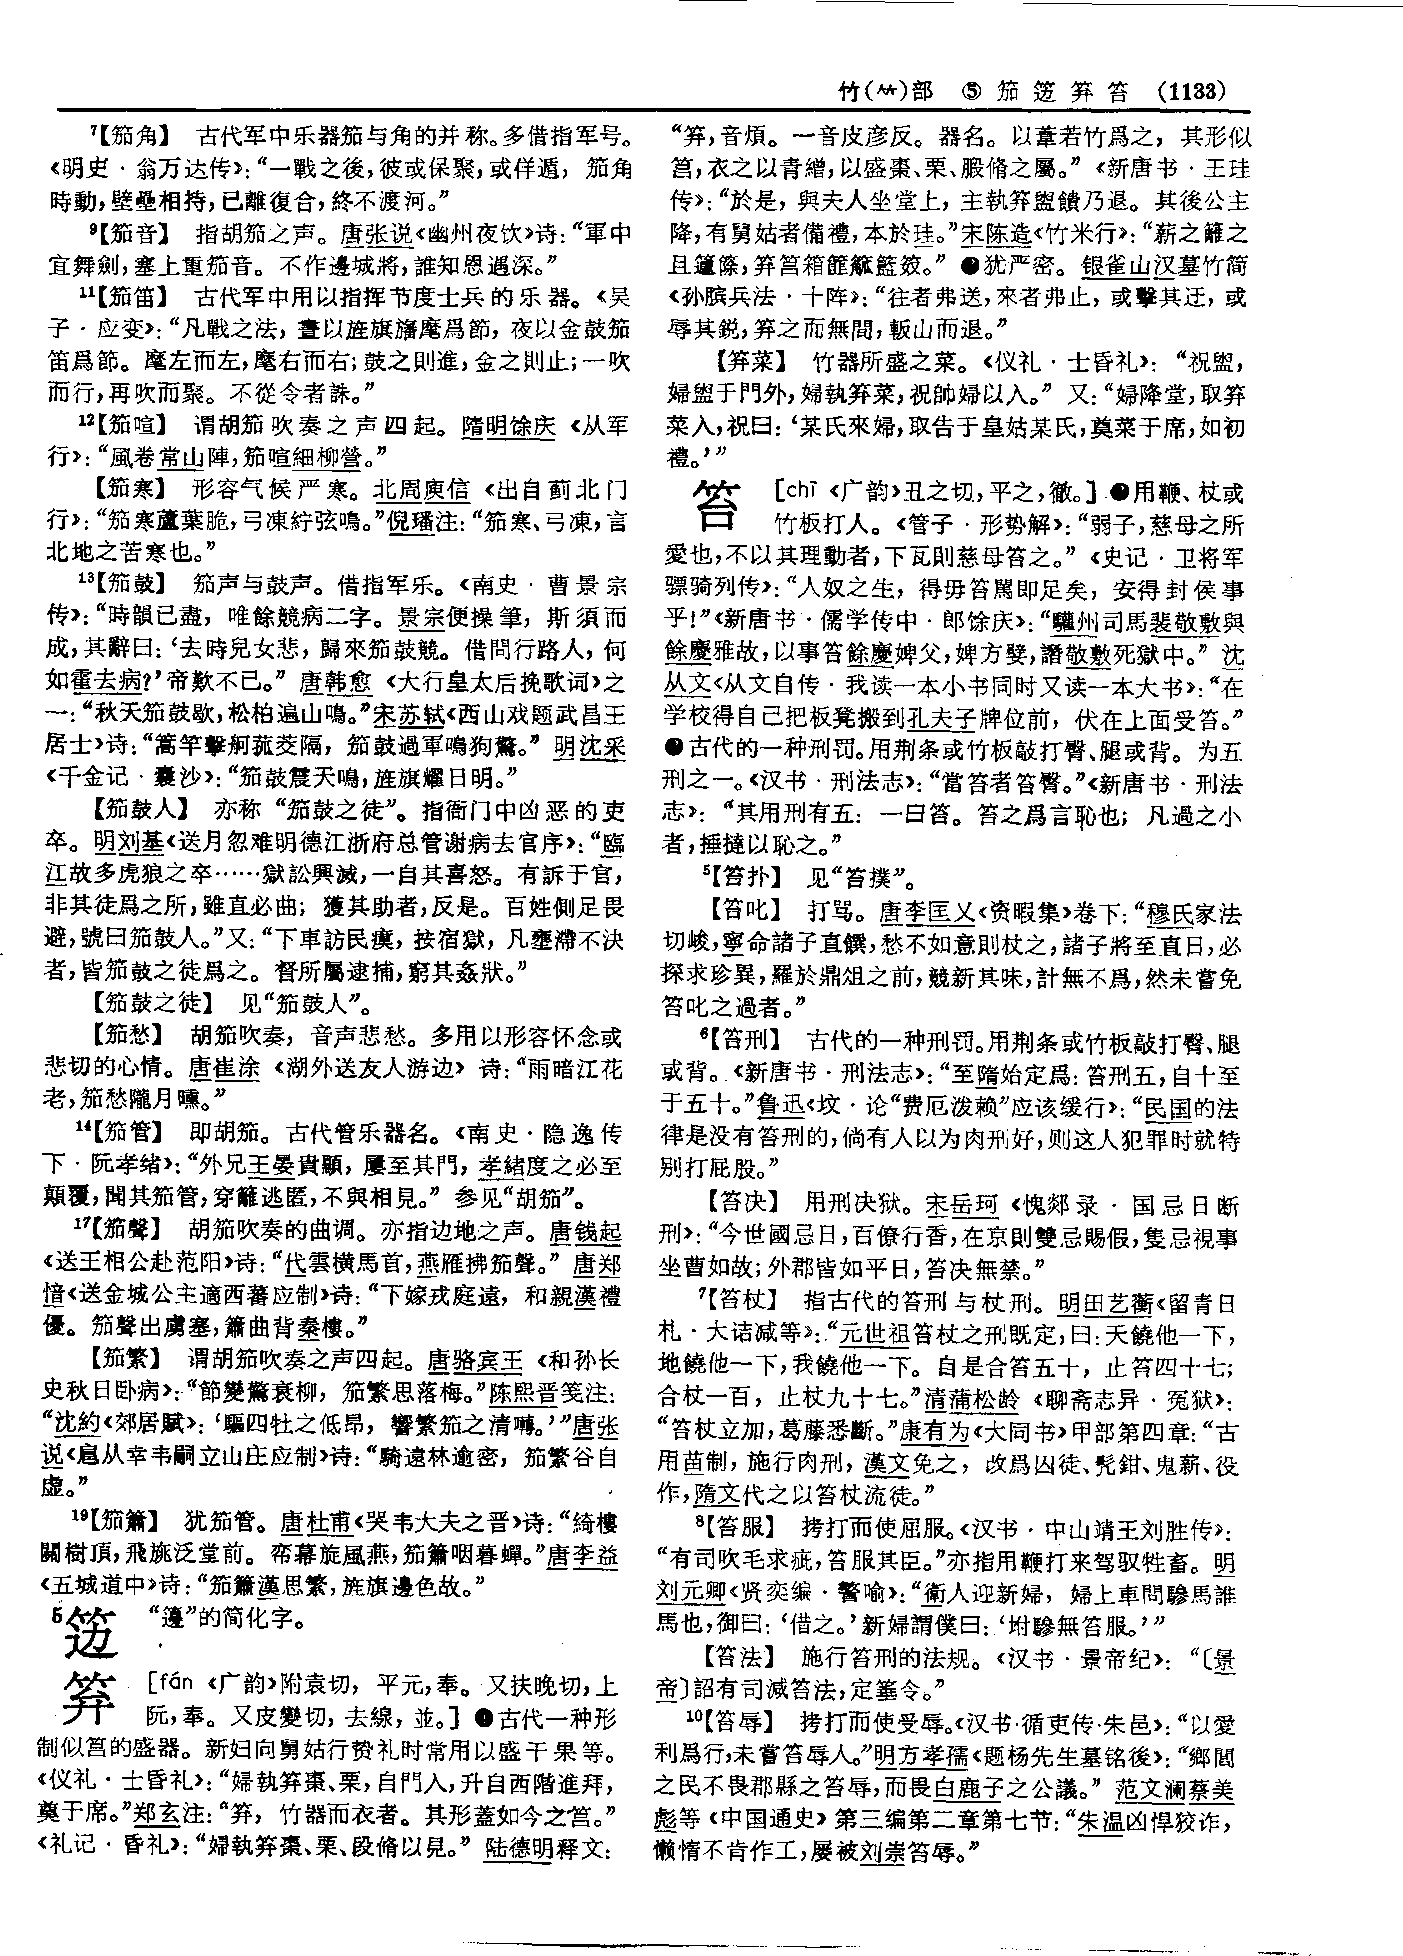 竹(⺮)部 ⑤ 笳笾笲笞 (1133)
⁷【笳角】 古代军中乐器笳与角的并称。多借指军号。
《明史·翁万达传》：“一戰之後，彼或保聚，或佯遁，笳角
時動，壁壘相持，已離復合，終不渡河。”
⁹【笳音】 指胡笳之声。唐张说《幽州夜饮》诗：“軍中
宜舞劍，塞上重笳音。不作邊城將，誰知恩遇深。”
¹¹【笳笛】 古代军中用以指挥节度士兵的乐器。《吴
子·应变》：“凡戰之法，晝以旌旗旛麾爲節，夜以金鼓笳
笛爲節。麾左而左，麾右而右；鼓之則進，金之則止；一吹
而行，再吹而聚。不從令者誅。”
¹²【笳喧】 谓胡笳吹奏之声四起。隋明馀庆《从军
行》：“風卷常山陣，笳喧細柳營。”
【笳寒】 形容气候严寒。北周庾信《出自蓟北门
行》：“笳寒蘆葉脆，弓凍紵弦鳴。”倪璠注：“笳寒、弓凍，言
北地之苦寒也。”
¹³【笳鼓】 笳声与鼓声。借指军乐。《南史·曹景宗
传》：“時韻已盡，唯餘競病二字。景宗便操筆，斯須而
成，其辭曰：‘去時兒女悲，歸來笳鼓競。借問行路人，何
如霍去病？’帝歎不已。”唐韩愈《大行皇太后挽歌词》之
一：“秋天笳鼓歇，松柏遍山鳴。”宋苏轼《西山戏题武昌王
居士》诗：“篙竿擊舸菰茭隔，笳鼓過軍鳴狗驚。”明沈采
《千金记·囊沙》：“笳鼓震天鳴，旌旗耀日明。”
【笳鼓人】 亦称“笳鼓之徒”。指衙门中凶恶的吏
卒。明刘基《送月忽难明德江浙府总管谢病去官序》：“臨
江故多虎狼之卒……獄訟興滅，一自其喜怒。有訴于官，
非其徒爲之所，雖直必曲；獲其助者，反是。百姓側足畏
避，號曰笳鼓人。”又：“下車訪民瘼，按宿獄，凡壅滯不決
者，皆笳鼓之徒爲之。督所屬逮捕，窮其姦狀。”
【笳鼓之徒】 见“笳鼓人”。
【笳愁】 胡笳吹奏，音声悲愁。多用以形容怀念或
悲切的心情。唐崔涂《湖外送友人游边》诗：“雨暗江花
老，笳愁隴月曛。”
¹⁴【笳管】 即胡笳。古代管乐器名。《南史·隐逸传
下·阮孝绪》：“外兄王晏貴顯，屢至其門，孝緒度之必至
顛覆，聞其笳管，穿籬逃匿，不與相見。”参见“胡笳”。
¹⁷【笳聲】 胡笳吹奏的曲调。亦指边地之声。唐钱起
《送王相公赴范阳》诗：“代雲横馬首，燕雁拂笳聲。”唐郑
愔《送金城公主適西蕃应制》诗：“下嫁戎庭遠，和親漢禮
優。笳聲出虜塞，簫曲背秦樓。”
【笳繁】 谓胡笳吹奏之声四起。唐骆宾王《和孙长
史秋日卧病》：“節變驚衰柳，笳繁思落梅。”陈熙晋笺注：
“沈約《郊居賦》：‘驅四牡之低昂，響繁笳之清囀。’”唐张
说《扈从幸韦嗣立山庄应制》诗：“騎遠林逾密，笳繁谷自
虚。”
¹⁹【笳簫】 犹笳管。唐杜甫《哭韦大夫之晋》诗：“綺樓
關樹頂，飛旐泛堂前。帟幕旋風燕，笳簫咽暮蟬。”唐李益
《五城道中》诗：“笳簫漢思繁，旌旗邊色故。”
⁵笾 “籩”的简化字。
笲 [fán 《广韵》附袁切，平元，奉。又扶晚切，上
阮，奉。又皮變切，去線，並。] ❶古代一种形
制似筥的盛器。新妇向舅姑行贽礼时常用以盛干果等。
《仪礼·士昏礼》：“婦執笲棗、栗，自門入，升自西階進拜，
奠于席。”郑玄注：“笲，竹器而衣者。其形蓋如今之筥。”
《礼记·昏礼》：“婦執笲棗、栗、段脩以見。”陆德明释文：
“笲，音煩。一音皮彦反。器名。以葦若竹爲之，其形似
筥，衣之以青繒，以盛棗、栗、腶脩之屬。”《新唐书·王珪
传》：“於是，與夫人坐堂上，主執笲盥饋乃退。其後公主
降，有舅姑者備禮，本於珪。”宋陈造《竹米行》：“薪之籬之
且籧篨，笲筥箱篚觚籃笯。” ❷犹严密。银雀山汉墓竹简
《孙膑兵法·十阵》：“往者弗送，來者弗止，或擊其迂，或
辱其鋭，笲之而無間，䡊山而退。”
【笲菜】 竹器所盛之菜。《仪礼·士昏礼》：“祝盥，
婦盥于門外，婦執笲菜，祝帥婦以入。”又：“婦降堂，取笲
菜入，祝曰：‘某氏來婦，取告于皇姑某氏，奠菜于席，如初
禮。’”
笞 [chī 《广韵》丑之切，平之，徹。] ❶用鞭、杖或
竹板打人。《管子·形势解》：“弱子，慈母之所
愛也，不以其理動者，下瓦則慈母笞之。”《史记·卫将军
骠骑列传》：“人奴之生，得毋笞罵即足矣，安得封侯事
乎！”《新唐书·儒学传中·郎馀庆》：“驩州司馬裴敬敷與
餘慶雅故，以事笞餘慶婢父，婢方嬖，譖敬敷死獄中。”沈
从文《从文自传·我读一本小书同时又读一本大书》：“在
学校得自己把板凳搬到孔夫子牌位前，伏在上面受笞。”
❷古代的一种刑罚。用荆条或竹板敲打臀、腿或背。为五
刑之一。《汉书·刑法志》：“當笞者笞臀。”《新唐书·刑法
志》：“其用刑有五：一曰笞。笞之爲言恥也；凡過之小
者，捶撻以恥之。”
⁵【笞扑】 见“笞撲”。
【笞叱】 打骂。唐李匡乂《资暇集》卷下：“穆氏家法
切峻，寧命諸子直饌，愁不如意則杖之，諸子將至直日，必
探求珍異，羅於鼎俎之前，競新其味，計無不爲，然未嘗免
笞叱之過者。”
⁶【笞刑】 古代的一种刑罚。用荆条或竹板敲打臀、腿
或背。《新唐书·刑法志》：“至隋始定爲：笞刑五，自十至
于五十。”鲁迅《坟·论“费厄泼赖”应该缓行》：“民国的法
律是没有笞刑的，倘有人以为肉刑好，则这人犯罪时就特
别打屁股。”
【笞决】 用刑决狱。宋岳珂《愧郯录·国忌日断
刑》：“今世國忌日，百僚行香，在京則雙忌賜假，隻忌視事
坐曹如故；外郡皆如平日，笞決無禁。”
⁷【笞杖】 指古代的笞刑与杖刑。明田艺蘅《留青日
札·大诰减等》：“元世祖笞杖之刑既定，曰：天饒他一下，
地饒他一下，我饒他一下。自是合笞五十，止笞四十七；
合杖一百，止杖九十七。”清蒲松龄《聊斋志异·冤狱》：
“笞杖立加，葛藤悉斷。”康有为《大同书》甲部第四章：“古
用苗制，施行肉刑，漢文免之，改爲囚徒、髡鉗、鬼薪、役
作，隋文代之以笞杖流徒。”
⁸【笞服】 拷打而使屈服。《汉书·中山靖王刘胜传》：
“有司吹毛求疵，笞服其臣。”亦指用鞭打来驾驭牲畜。明
刘元卿《贤奕编·警喻》：“衛人迎新婦，婦上車問驂馬誰
馬也，御曰：‘借之。’新婦謂僕曰：‘坿驂無笞服。’”
【笞法】 施行笞刑的法规。《汉书·景帝纪》：“〔景
帝〕詔有司減笞法，定箠令。”
¹⁰【笞辱】 拷打而使受辱。《汉书·循吏传·朱邑》：“以愛
利爲行，未嘗笞辱人。”明方孝孺《题杨先生墓铭後》：“鄉閭
之民不畏郡縣之笞辱，而畏白鹿子之公議。”范文澜蔡美
彪等《中国通史》第三编第二章第七节：“朱温凶悍狡诈，
懒惰不肯作工，屡被刘崇笞辱。”